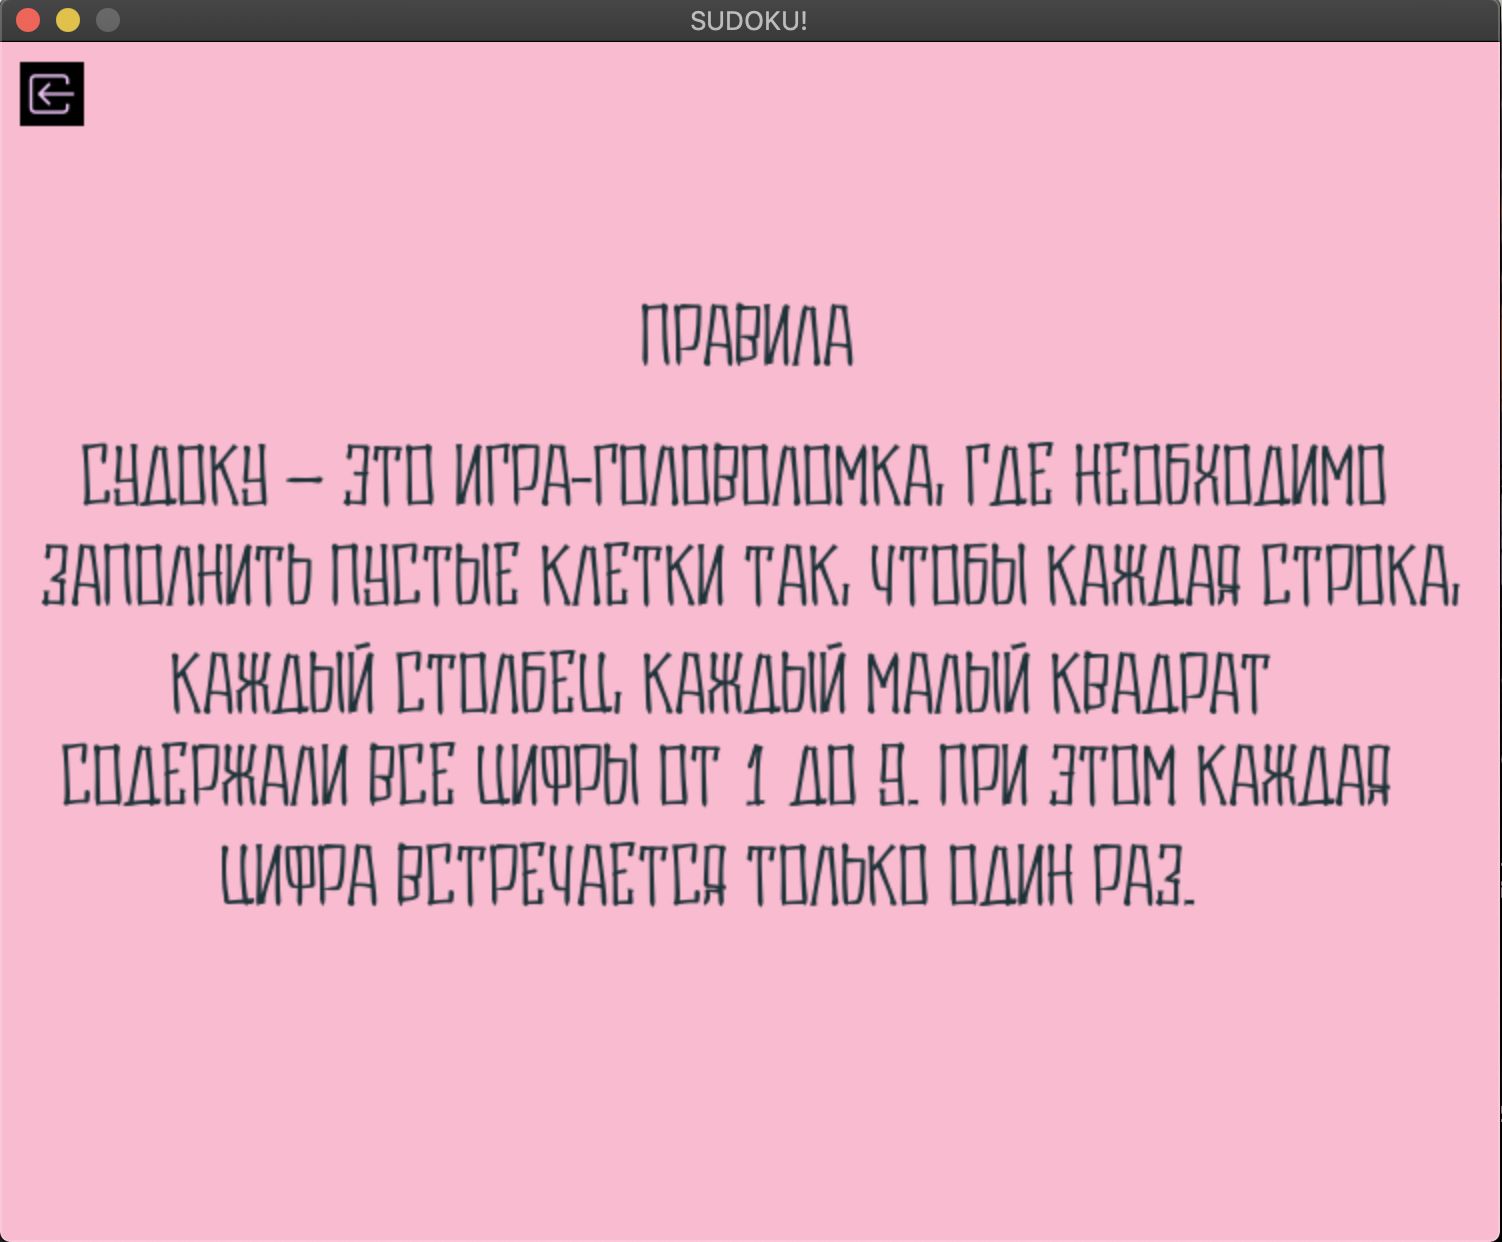 SUDOKU!
ПРАВИЛА
СУДОКУ – ЭТО ИГРА-ГОЛОВОЛОМКА, ГДЕ НЕОБХОДИМО
ЗАПОЛНИТЬ ПУСТЫЕ КЛЕТКИ ТАК, ЧТОБЫ КАЖДАЯ СТРОКА,
КАЖДЫЙ СТОЛБЕЦ, КАЖДЫЙ МАЛЫЙ КВАДРАТ
СОДЕРЖАЛИ ВСЕ ЦИФРЫ ОТ 1 ДО 9. ПРИ ЭТОМ КАЖДАЯ
ЦИФРА ВСТРЕЧАЕТСЯ ТОЛЬКО ОДИН РАЗ.